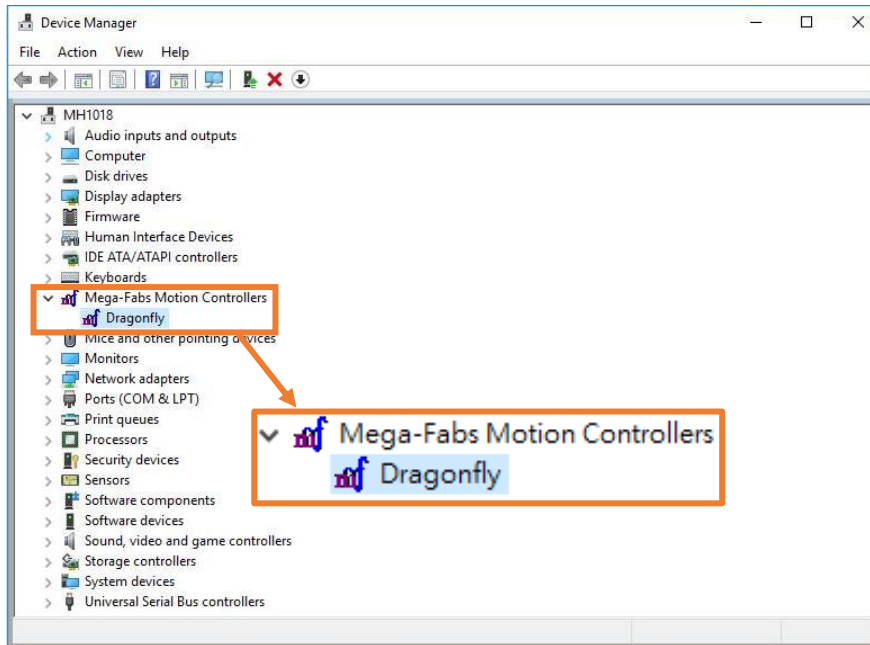 Device Manager
File Action View Help
MH1018
Audio inputs and outputs
Computer
Disk drives
Display adapters
Firmware
Human Interface Devices
IDE ATA/ATAPI controllers
Keyboards
Mega-Fabs Motion Controllers
Dragonfly
Mice and other pointing devices
Monitors
Network adapters
Ports (COM & LPT)
Print queues
Processors
Security devices
Sensors
Software components
Software devices
Sound, video and game controllers
Storage controllers
System devices
Universal Serial Bus controllers
Mega-Fabs Motion Controllers
Dragonfly